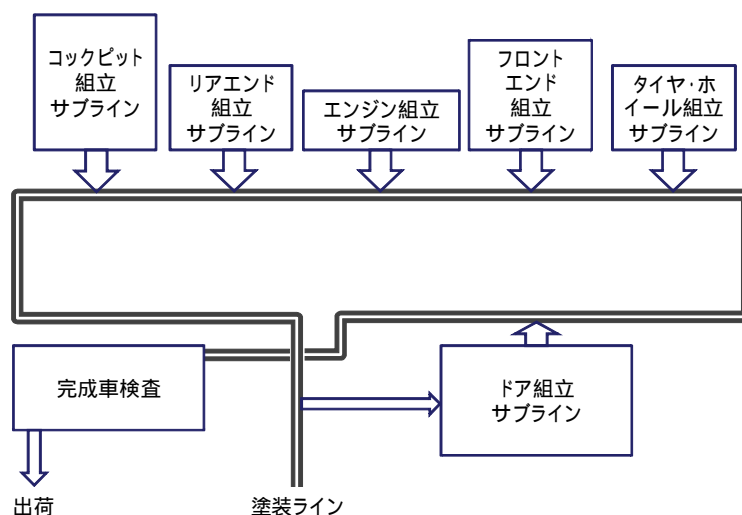 コックピット
組立
サブライン
リアエンド
組立
サブライン
エンジン組立
サブライン
フロント
エンド
組立
サブライン
タイヤ・ホ
イール組立
サブライン
完成車検査
ドア組立
サブライン
出荷
塗装ライン